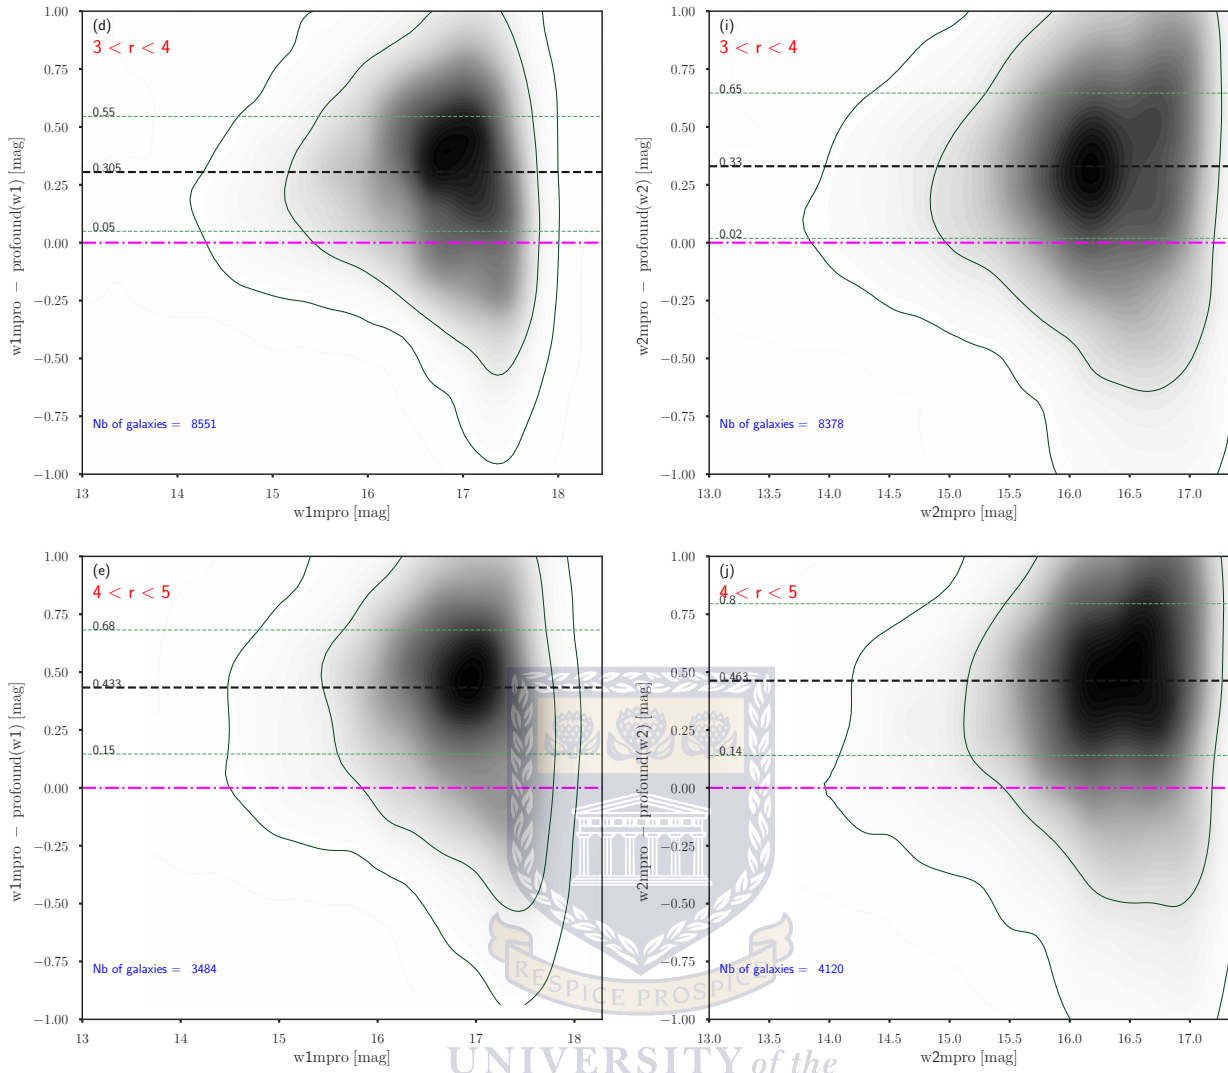 (d)
3 < r < 4
1.00
0.75
0.50
0.25
0.00
−0.25
−0.50
−0.75
−1.00
w1mpro − profound(w1) [mag]
0.55
0.305
0.05
Nb of galaxies = 8551
13 14 15 16 17 18
w1mpro [mag]
(i)
3 < r < 4
1.00
0.75
0.50
0.25
0.00
−0.25
−0.50
−0.75
−1.00
w2mpro − profound(w2) [mag]
0.65
0.33
0.02
Nb of galaxies = 8378
13.0 13.5 14.0 14.5 15.0 15.5 16.0 16.5 17.0
w2mpro [mag]
(e)
4 < r < 5
1.00
0.75
0.50
0.25
0.00
−0.25
−0.50
−0.75
−1.00
w1mpro − profound(w1) [mag]
0.68
0.433
0.15
Nb of galaxies = 3484
13 14 15 16 17 18
w1mpro [mag]
(j)
4 < r < 5
1.00
0.75
0.50
0.25
0.00
−0.25
−0.50
−0.75
−1.00
w2mpro − profound(w2) [mag]
0.8
0.463
0.14
Nb of galaxies = 4120
13.0 13.5 14.0 14.5 15.0 15.5 16.0 16.5 17.0
w2mpro [mag]
RESPICE PROSPICE
UNIVERSITY of the